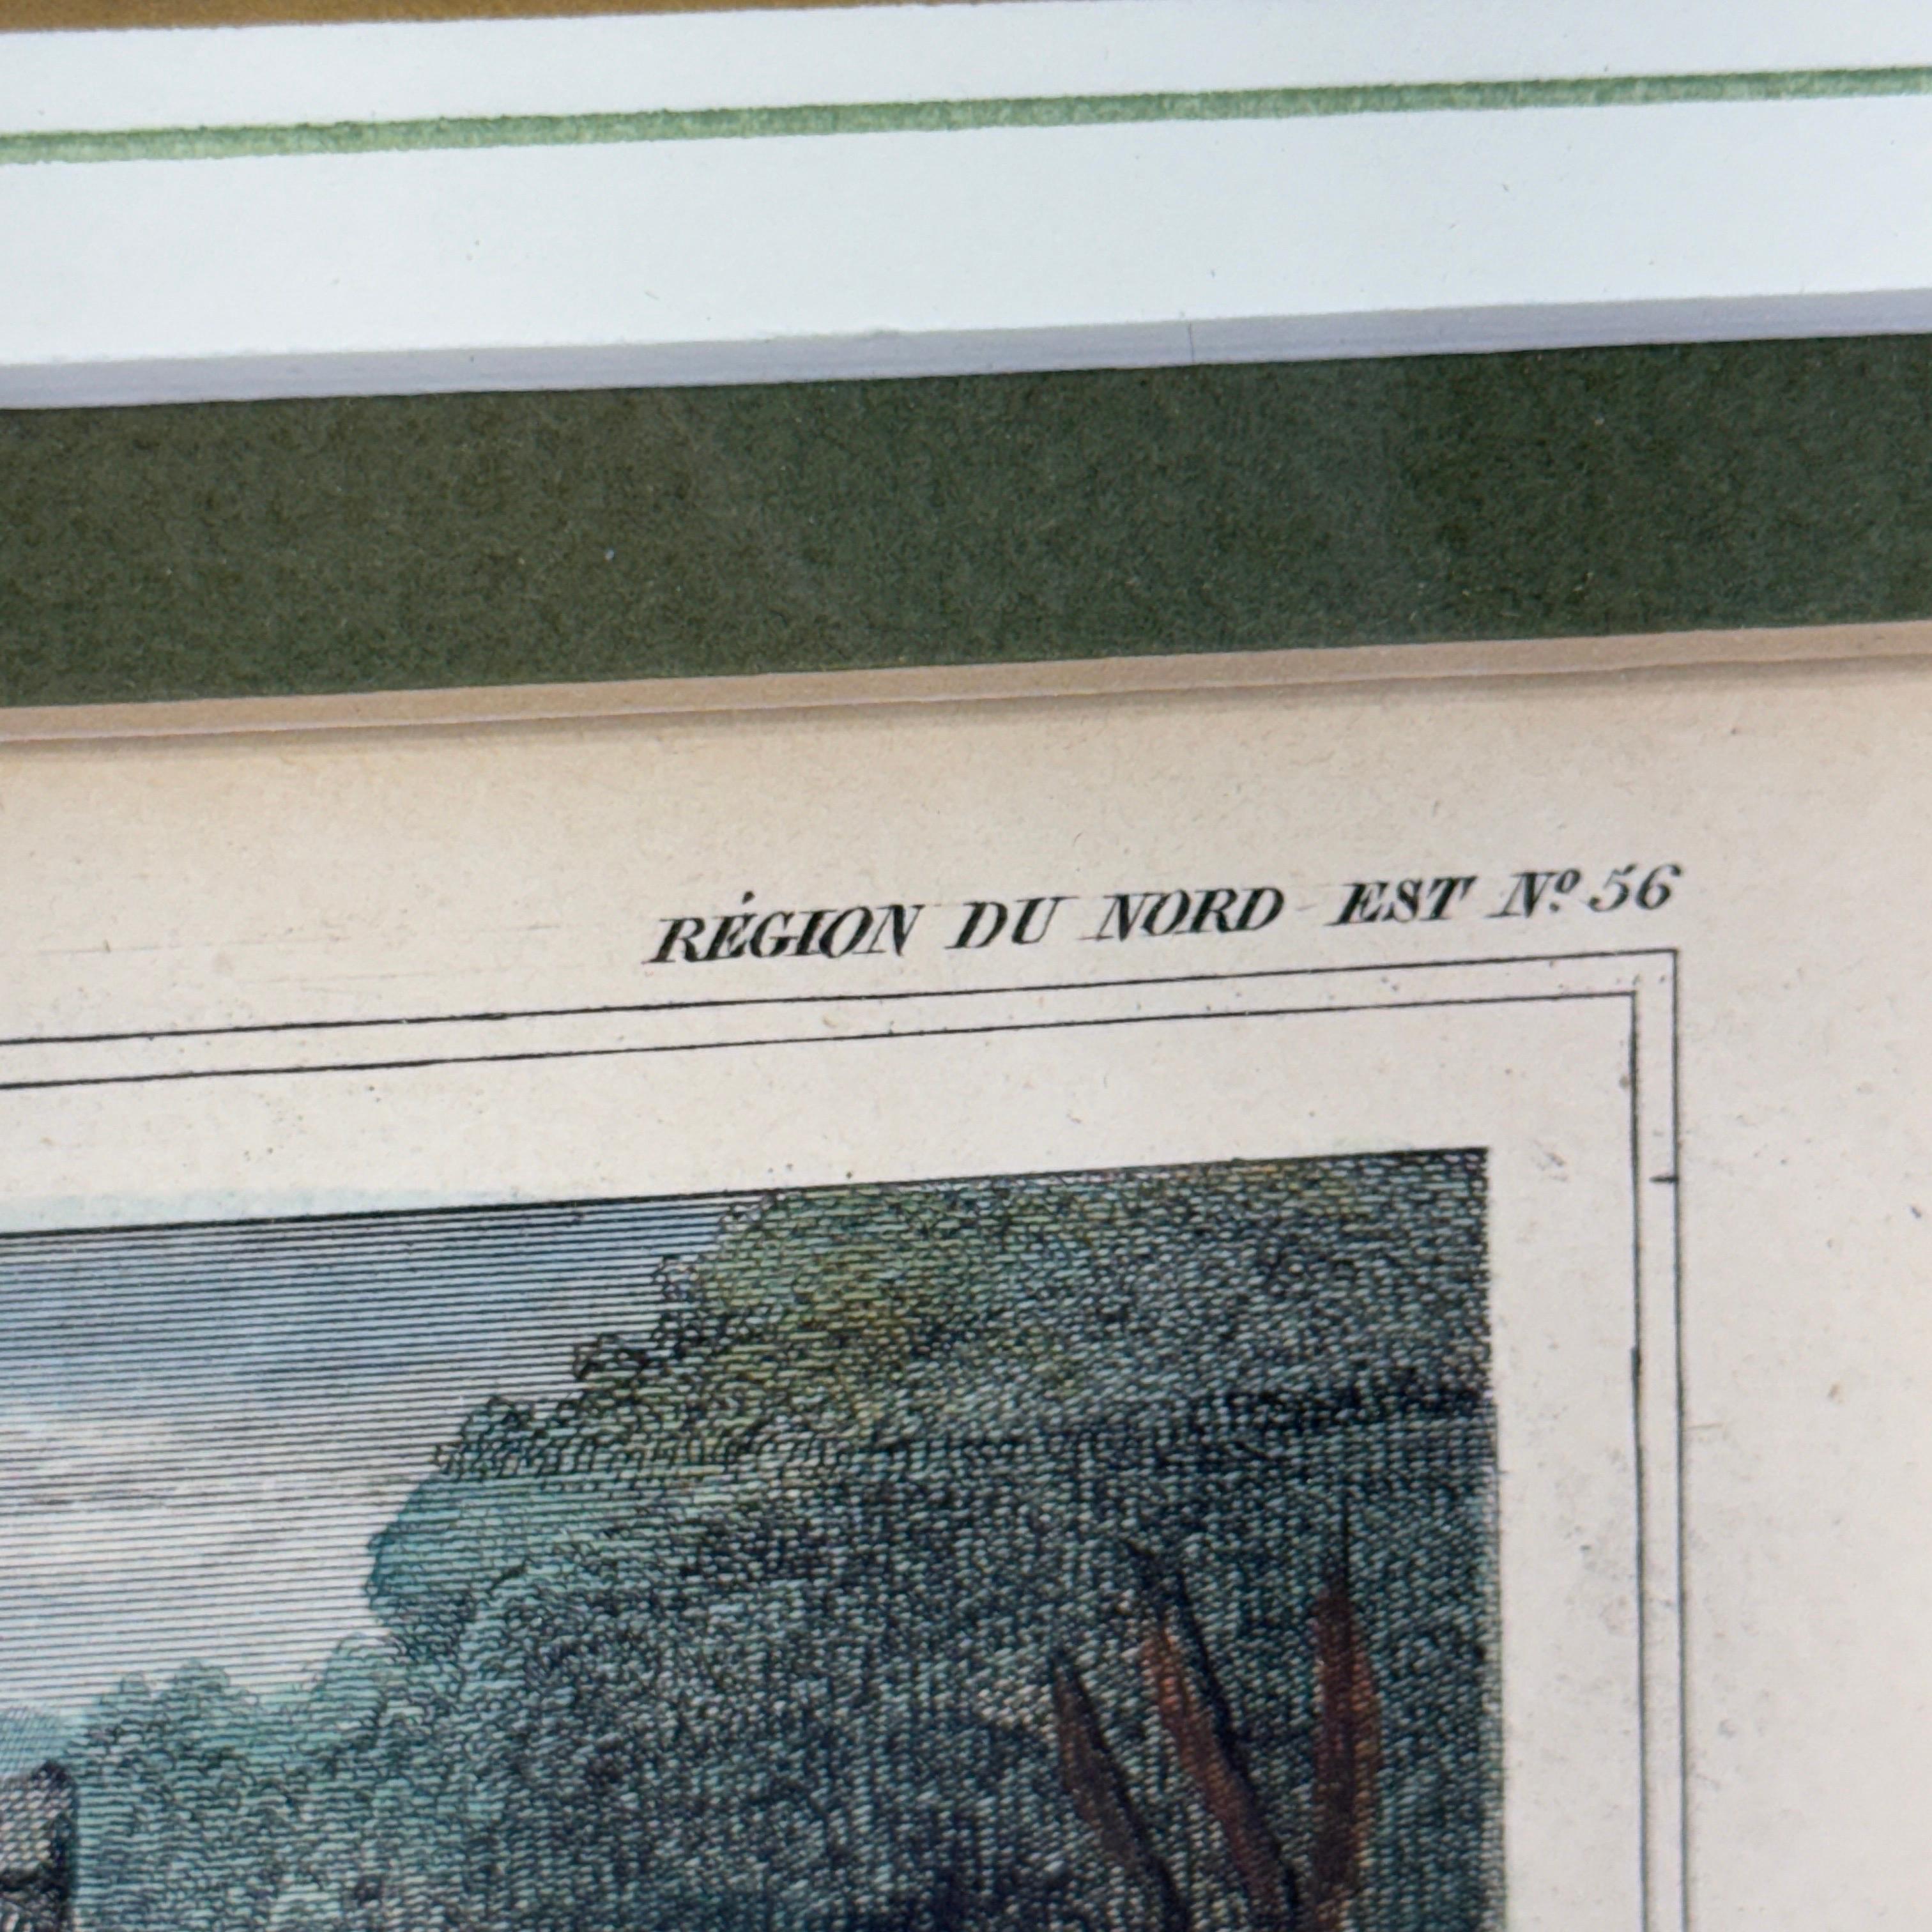 RÉGION DU NORD EST Nº. 56